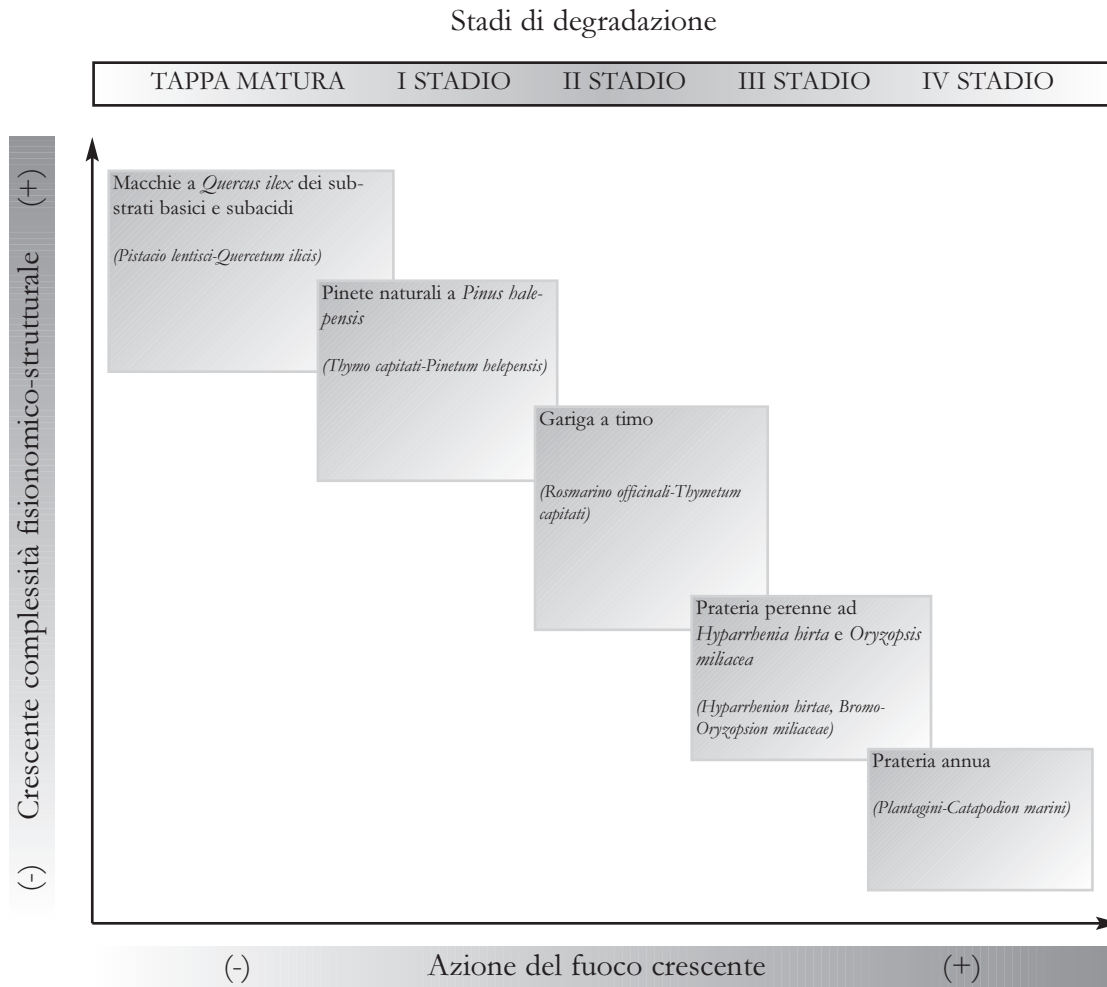 Stadi di degradazione
TAPPA MATURA I STADIO II STADIO III STADIO IV STADIO
(+)
Crescente complessità fisionomico-strutturale
(-)
Macchie a Quercus ilex dei sub-
strati basici e subacidi
(Pistacio lentisci-Quercetum ilicis)
Pinete naturali a Pinus hale-
pensis
(Thymo capitati-Pinetum helepensis)
Gariga a timo
(Rosmarino officinali-Thymetum
capitati)
Prateria perenne ad
Hyparrhenia hirta e Oryzopsis
miliacea
(Hyparrhenion hirtae, Bromo-
Oryzopsion miliaceae)
Prateria annua
(Plantagini-Catapodion marini)
(-) Azione del fuoco crescente (+)